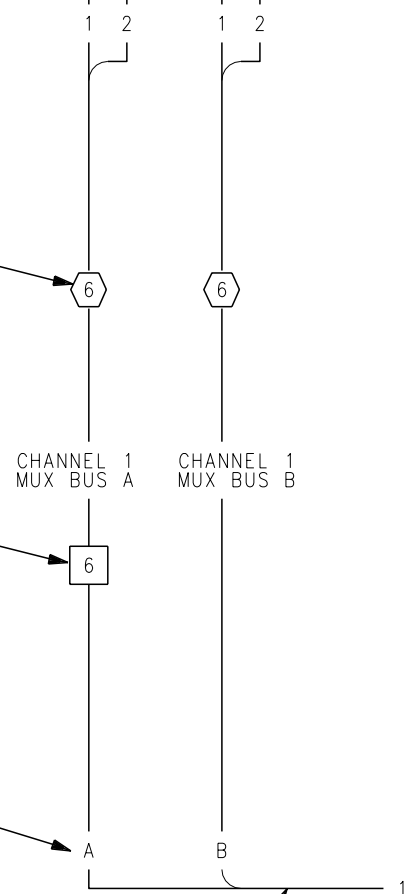 1 2 1 2
6 6
CHANNEL 1 CHANNEL 1
MUX BUS A MUX BUS B
6
A B
1